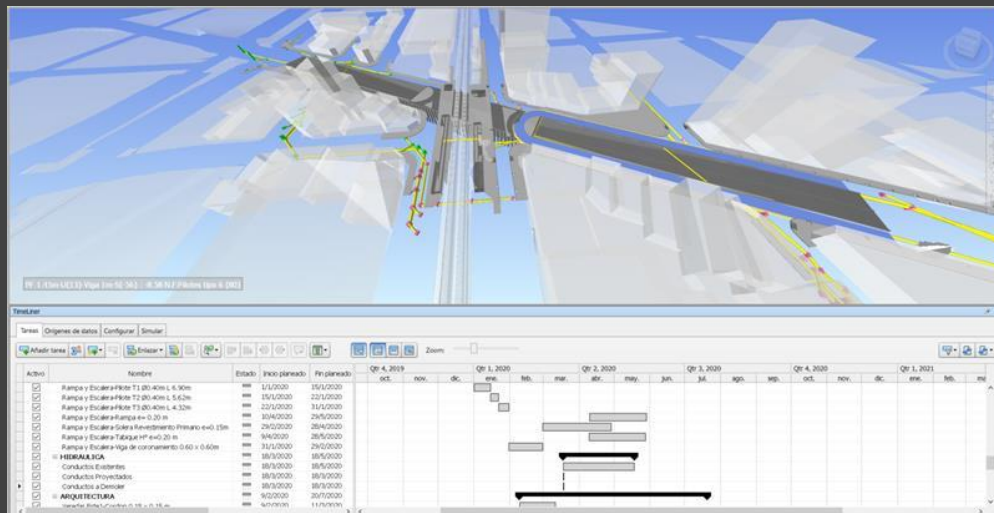 TimeLiner
Tareas Orígenes de datos Configurar Simular
Añadir tarea Enlazar Zoom:
Activo Nombre Estado Inicio planeado Fin planeado
Qtr 4, 2019 Qtr 1, 2020 Qtr 2, 2020 Qtr 3, 2020 Qtr 4, 2020 Qtr 1, 2021
oct. nov. dic. ene. feb. mar. abr. may. jun. jul. ago. sep. oct. nov. dic. ene. feb. ma
Rampa y Escalera-Pilote T1 Ø0.40m L 4.90m 1/1/2020 15/1/2020
Rampa y Escalera-Pilote T2 Ø0.40m L 5.62m 15/1/2020 22/1/2020
Rampa y Escalera-Pilote T3 Ø0.40m L 4.32m 22/1/2020 31/1/2020
Rampa y Escalera-Rampa e= 0.20 m 10/4/2020 29/5/2020
Rampa y Escalera-Solera Revestimiento Primario e=0.15m 29/2/2020 28/4/2020
Rampa y Escalera-Tabique Hº e=0.20 m 9/4/2020 28/5/2020
Rampa y Escalera-Viga de coronamiento 0.60 x 0.60m 31/1/2020 29/2/2020
HIDRAULICA 18/3/2020 18/5/2020
Conductos Existentes 18/3/2020 18/5/2020
Conductos Proyectados 18/3/2020 18/3/2020
Conductos a Demoler 18/3/2020 18/3/2020
ARQUITECTURA 9/2/2020 20/7/2020
9/2/2020 11/3/2020